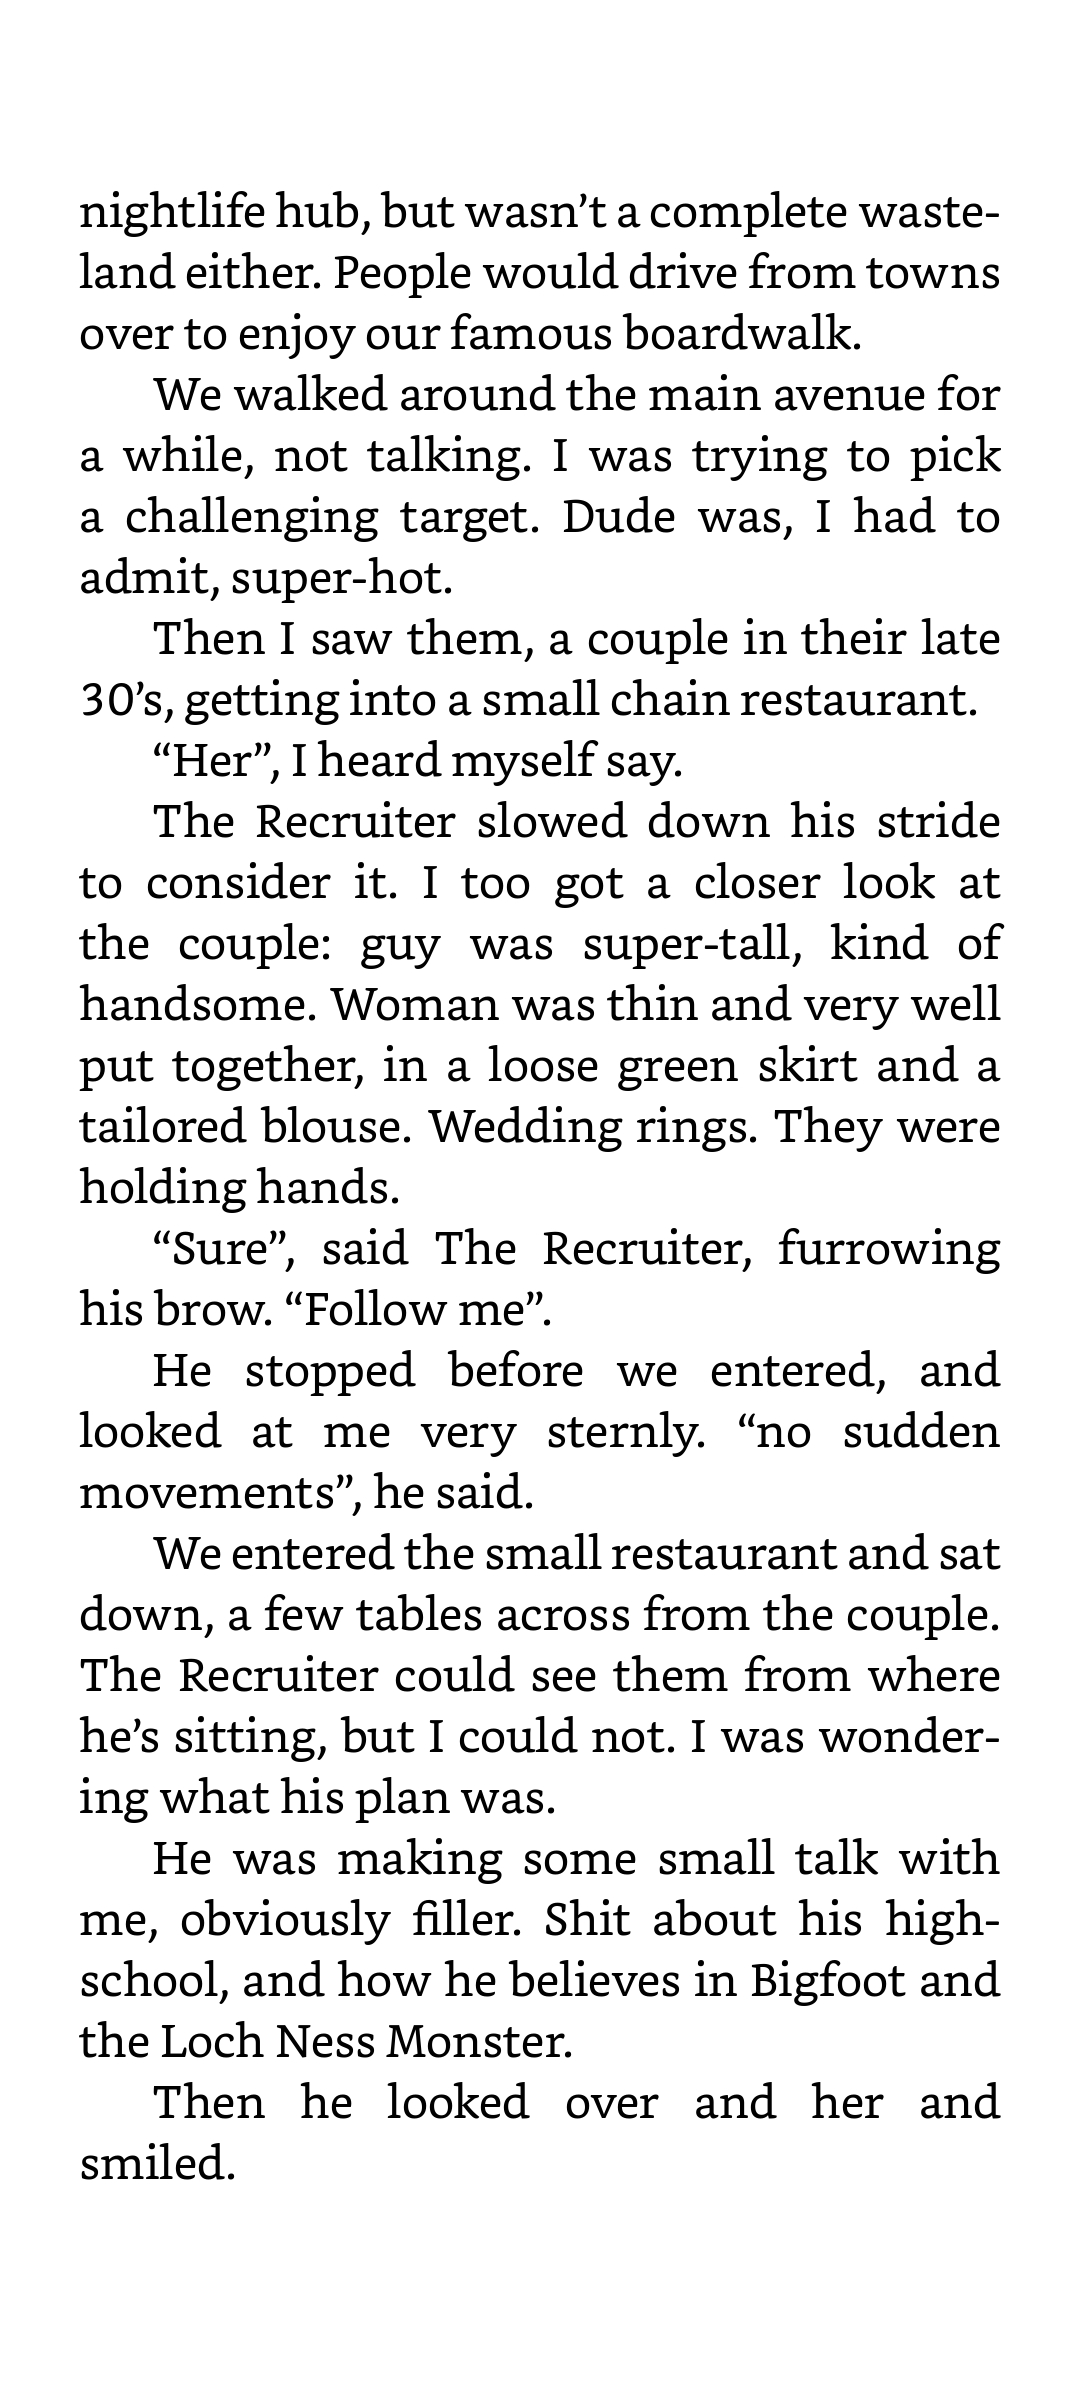 nightlife hub, but wasn’t a complete waste-
land either. People would drive from towns
over to enjoy our famous boardwalk.
We walked around the main avenue for
a while, not talking. I was trying to pick
a challenging target. Dude was, I had to
admit, super-hot.
Then I saw them, a couple in their late
30’s, getting into a small chain restaurant.
“Her”, I heard myself say.
The Recruiter slowed down his stride
to consider it. I too got a closer look at
the couple: guy was super-tall, kind of
handsome. Woman was thin and very well
put together, in a loose green skirt and a
tailored blouse. Wedding rings. They were
holding hands.
“Sure”, said The Recruiter, furrowing
his brow. “Follow me”.
He stopped before we entered, and
looked at me very sternly. “no sudden
movements”, he said.
We entered the small restaurant and sat
down, a few tables across from the couple.
The Recruiter could see them from where
he’s sitting, but I could not. I was wonder-
ing what his plan was.
He was making some small talk with
me, obviously filler. Shit about his high-
school, and how he believes in Bigfoot and
the Loch Ness Monster.
Then he looked over and her and
smiled.